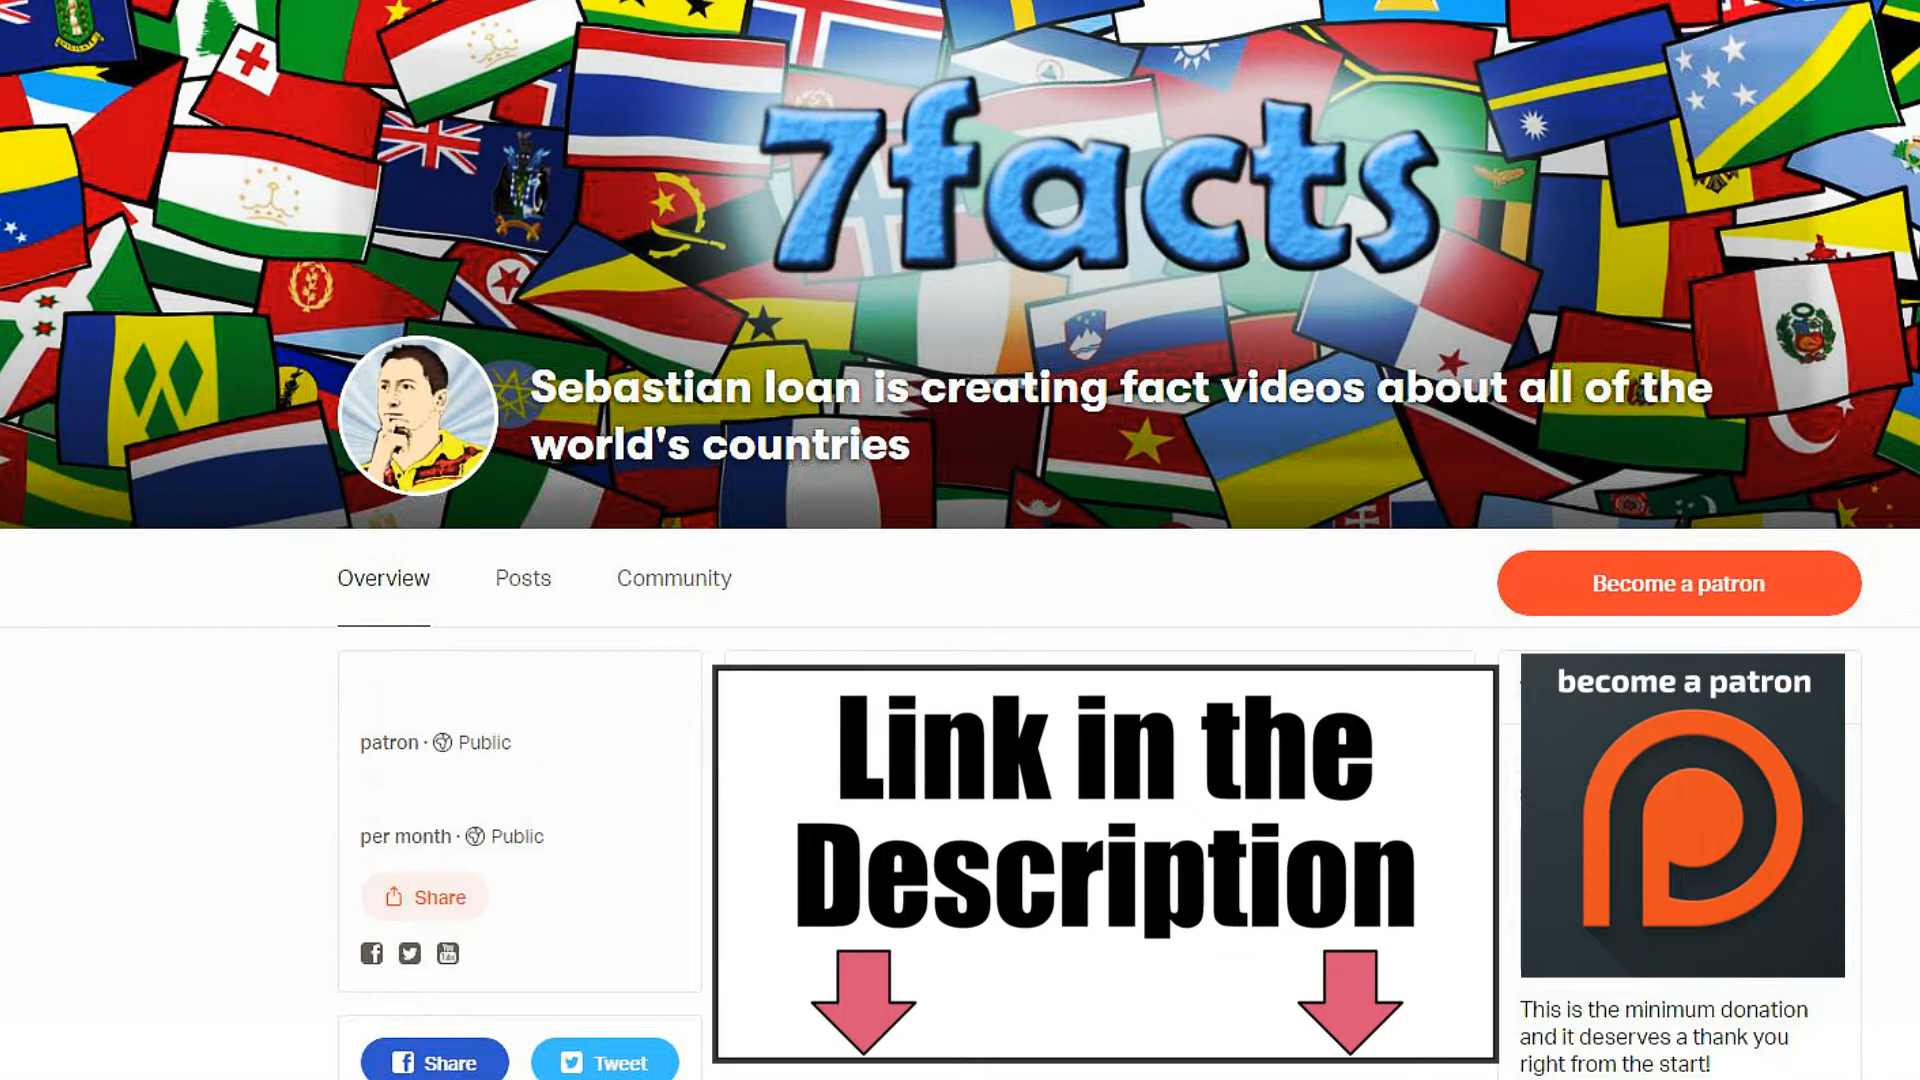 7facts
Sebastian Ioan is creating fact videos about all of the
world's countries
Overview
Posts
Community
Become a patron
patron · Public
per month · Public
Share
You
Tube
Share
Tweet
Link in the
Description
become a patron
This is the minimum donation
and it deserves a thank you
right from the start!